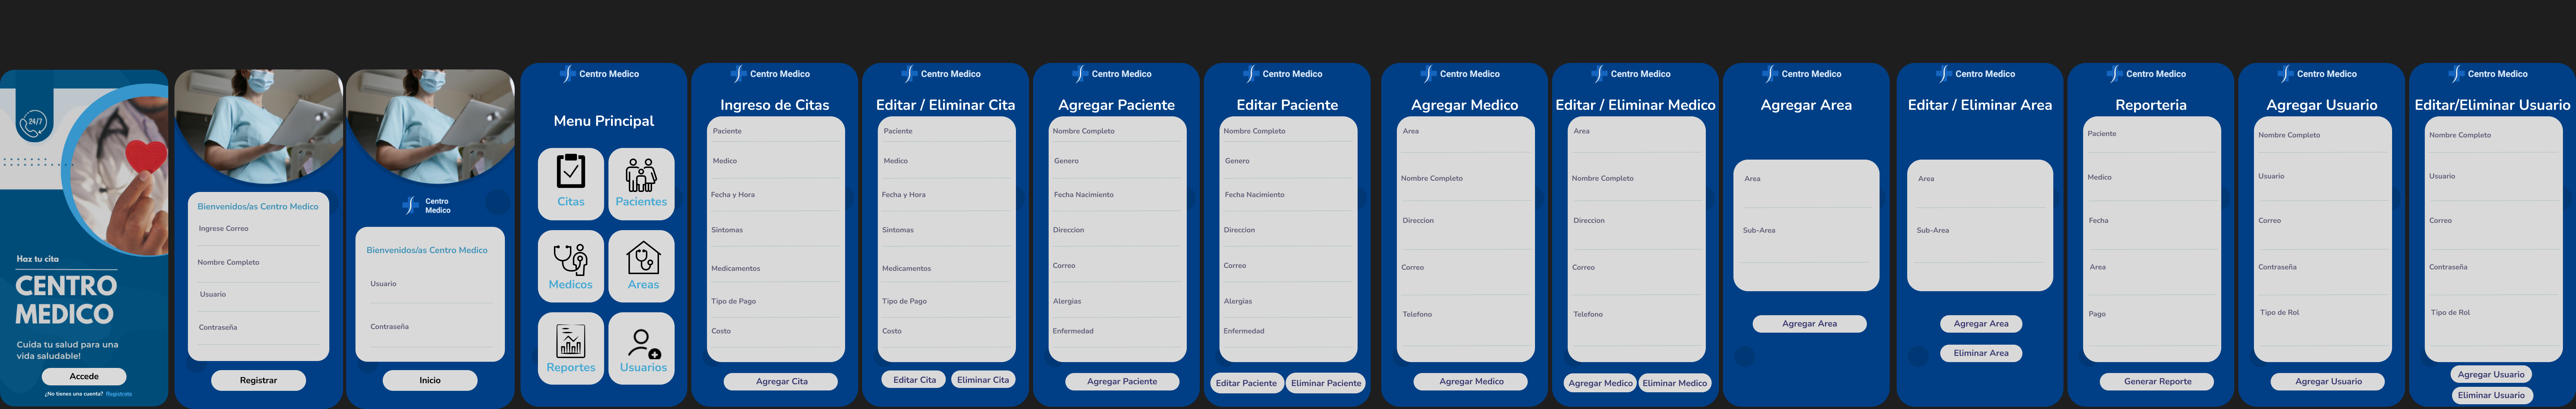 24/7
Haz tu cita
CENTRO
MEDICO
Cuida tu salud para una
vida saludable!
Accede
¿No tienes una cuenta? Registrate
Bienvenidos/as Centro Medico
Ingrese Correo
Nombre Completo
Usuario
Contraseña
Registrar
Centro
Medico
Bienvenidos/as Centro Medico
Usuario
Contraseña
Inicio
Centro Medico
Menu Principal
Citas
Pacientes
Medicos
Areas
Reportes
Usuarios
Centro Medico
Ingreso de Citas
Paciente
Medico
Fecha y Hora
Sintomas
Medicamentos
Tipo de Pago
Costo
Agregar Cita
Centro Medico
Editar / Eliminar Cita
Paciente
Medico
Fecha y Hora
Sintomas
Medicamentos
Tipo de Pago
Costo
Editar Cita
Eliminar Cita
Centro Medico
Agregar Paciente
Nombre Completo
Genero
Fecha Nacimiento
Direccion
Correo
Alergias
Enfermedad
Agregar Paciente
Centro Medico
Editar Paciente
Nombre Completo
Genero
Fecha Nacimiento
Direccion
Correo
Alergias
Enfermedad
Editar Paciente
Eliminar Paciente
Centro Medico
Agregar Medico
Area
Nombre Completo
Direccion
Correo
Telefono
Agregar Medico
Centro Medico
Editar / Eliminar Medico
Area
Nombre Completo
Direccion
Correo
Telefono
Agregar Medico
Eliminar Medico
Centro Medico
Agregar Area
Area
Sub-Area
Agregar Area
Centro Medico
Editar / Eliminar Area
Area
Sub-Area
Agregar Area
Eliminar Area
Centro Medico
Reporteria
Paciente
Medico
Fecha
Area
Pago
Generar Reporte
Centro Medico
Agregar Usuario
Nombre Completo
Usuario
Correo
Contraseña
Tipo de Rol
Agregar Usuario
Centro Medico
Editar/Eliminar Usuario
Nombre Completo
Usuario
Correo
Contraseña
Tipo de Rol
Agregar Usuario
Eliminar Usuario